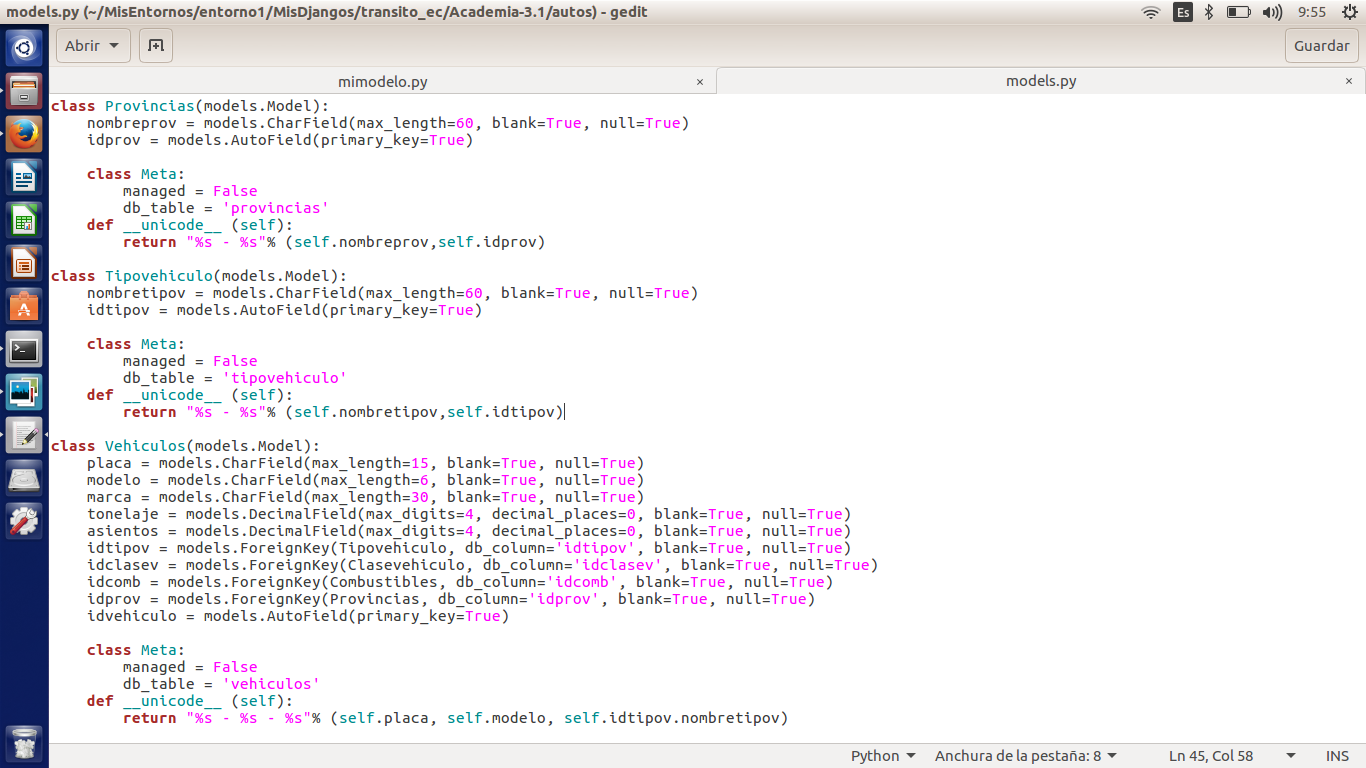 models.py (~/MisEntornos/entorno1/MisDjangos/transito_ec/Academia-3.1/autos) - gedit
Es
9:55
Abrir
Guardar
mimodelo.py ×
models.py ×
class Provincias(models.Model):
    nombreprov = models.CharField(max_length=60, blank=True, null=True)
    idprov = models.AutoField(primary_key=True)

    class Meta:
        managed = False
        db_table = 'provincias'
    def __unicode__ (self):
        return "%s - %s"% (self.nombreprov,self.idprov)

class Tipovehiculo(models.Model):
    nombretipov = models.CharField(max_length=60, blank=True, null=True)
    idtipov = models.AutoField(primary_key=True)

    class Meta:
        managed = False
        db_table = 'tipovehiculo'
    def __unicode__ (self):
        return "%s - %s"% (self.nombretipov,self.idtipov)

class Vehiculos(models.Model):
    placa = models.CharField(max_length=15, blank=True, null=True)
    modelo = models.CharField(max_length=6, blank=True, null=True)
    marca = models.CharField(max_length=30, blank=True, null=True)
    tonelaje = models.DecimalField(max_digits=4, decimal_places=0, blank=True, null=True)
    asientos = models.DecimalField(max_digits=4, decimal_places=0, blank=True, null=True)
    idtipov = models.ForeignKey(Tipovehiculo, db_column='idtipov', blank=True, null=True)
    idclasev = models.ForeignKey(Clasevehiculo, db_column='idclasev', blank=True, null=True)
    idcomb = models.ForeignKey(Combustibles, db_column='idcomb', blank=True, null=True)
    idprov = models.ForeignKey(Provincias, db_column='idprov', blank=True, null=True)
    idvehiculo = models.AutoField(primary_key=True)

    class Meta:
        managed = False
        db_table = 'vehiculos'
    def __unicode__ (self):
        return "%s - %s - %s"% (self.placa, self.modelo, self.idtipov.nombretipov)
Python
Anchura de la pestaña: 8
Ln 45, Col 58
INS